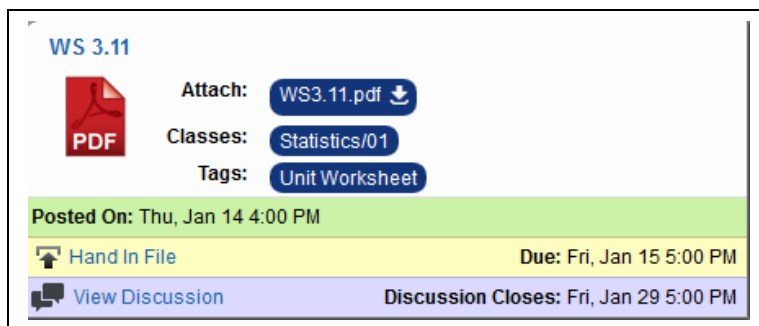 WS 3.11
PDF
Attach: WS3.11.pdf
Classes: Statistics/01
Tags: Unit Worksheet
Posted On: Thu, Jan 14 4:00 PM
Hand In File Due: Fri, Jan 15 5:00 PM
View Discussion Discussion Closes: Fri, Jan 29 5:00 PM